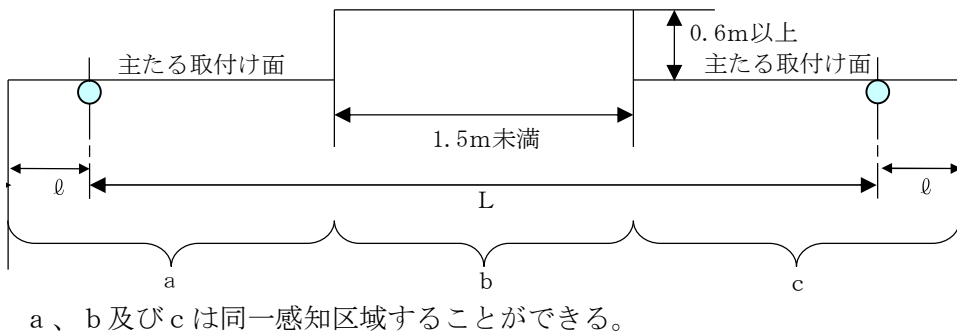 0.6m以上
主たる取付け面
主たる取付け面
1.5m未満
ℓ
L
ℓ
a
b
c
a、b及びcは同一感知区域することができる。